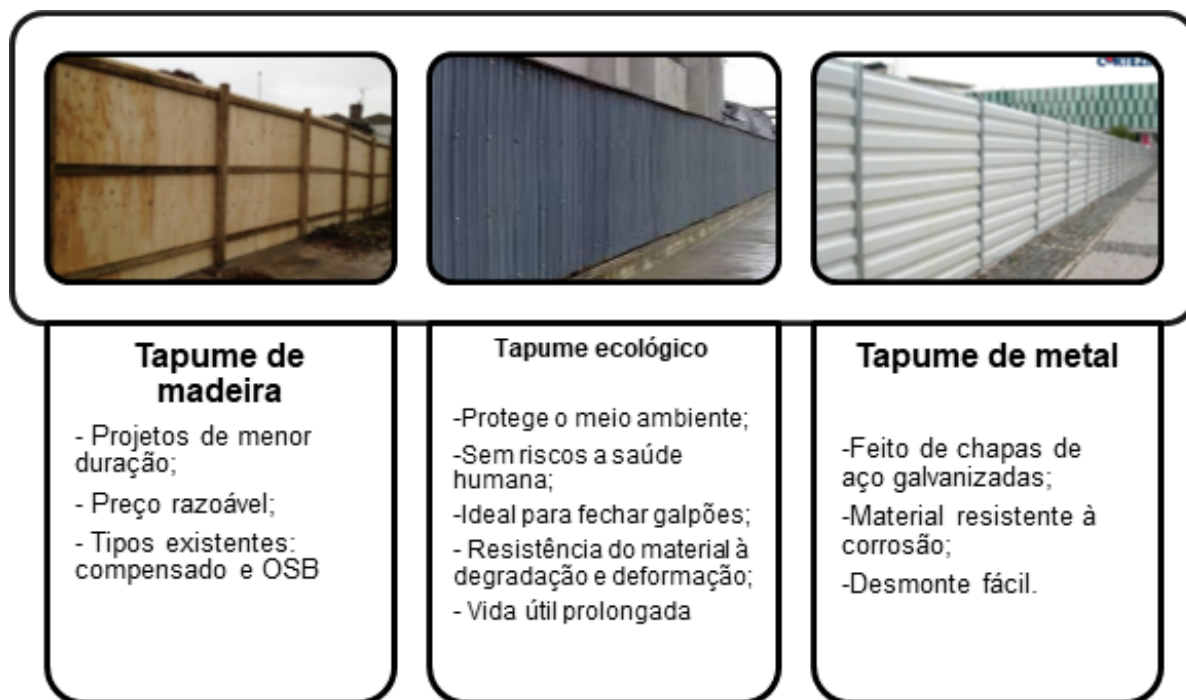 CORTEZ
Tapume de
madeira
- Projetos de menor
duração;
- Preço razoável;
- Tipos existentes:
compensado e OSB
Tapume ecológico
-Protege o meio ambiente;
-Sem riscos a saúde
humana;
-Ideal para fechar galpões;
- Resistência do material à
degradação e deformação;
- Vida útil prolongada
Tapume de metal
-Feito de chapas de
aço galvanizadas;
-Material resistente à
corrosão;
-Desmonte fácil.